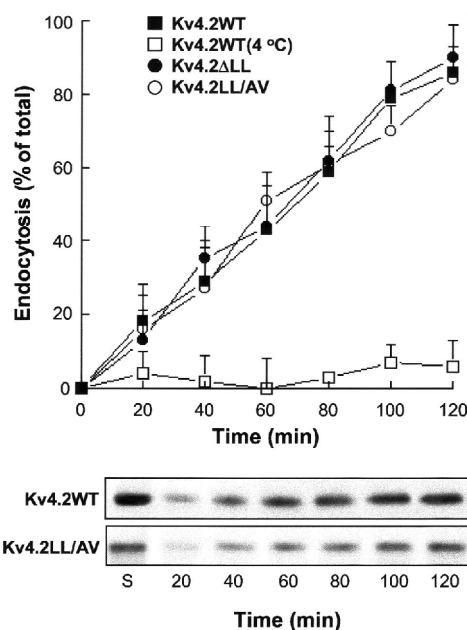 Kv4.2WT
Kv4.2WT(4 °C)
Kv4.2ΔLL
Kv4.2LL/AV
Endocytosis (% of total)
100
80
60
40
20
0
0 20 40 60 80 100 120
Time (min)
Kv4.2WT
Kv4.2LL/AV
S 20 40 60 80 100 120
Time (min)